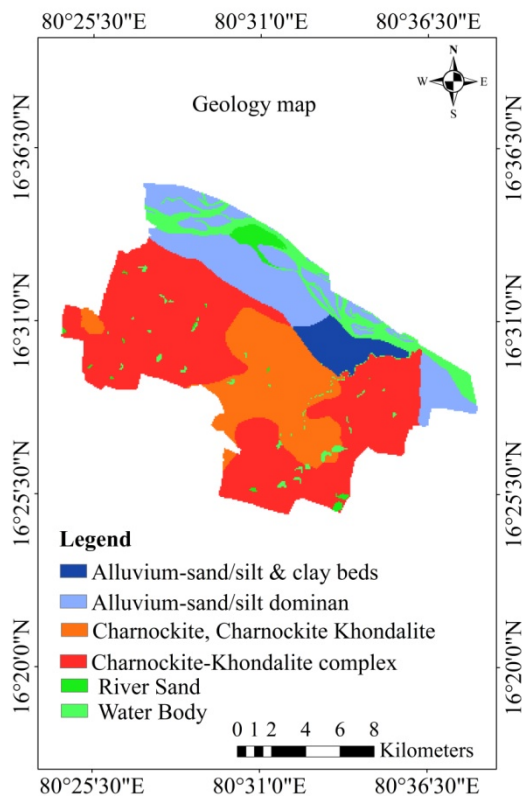 80°25'30"E 80°31'0"E 80°36'30"E
N
W E
S
Geology map
16°36'30"N 16°36'30"N
16°31'0"N 16°31'0"N
16°25'30"N 16°25'30"N
16°20'0"N 16°20'0"N
Legend
Alluvium-sand/silt & clay beds
Alluvium-sand/silt dominan
Charnockite, Charnockite Khondalite
Charnockite-Khondalite complex
River Sand
Water Body
0 1 2 4 6 8
Kilometers
80°25'30"E 80°31'0"E 80°36'30"E